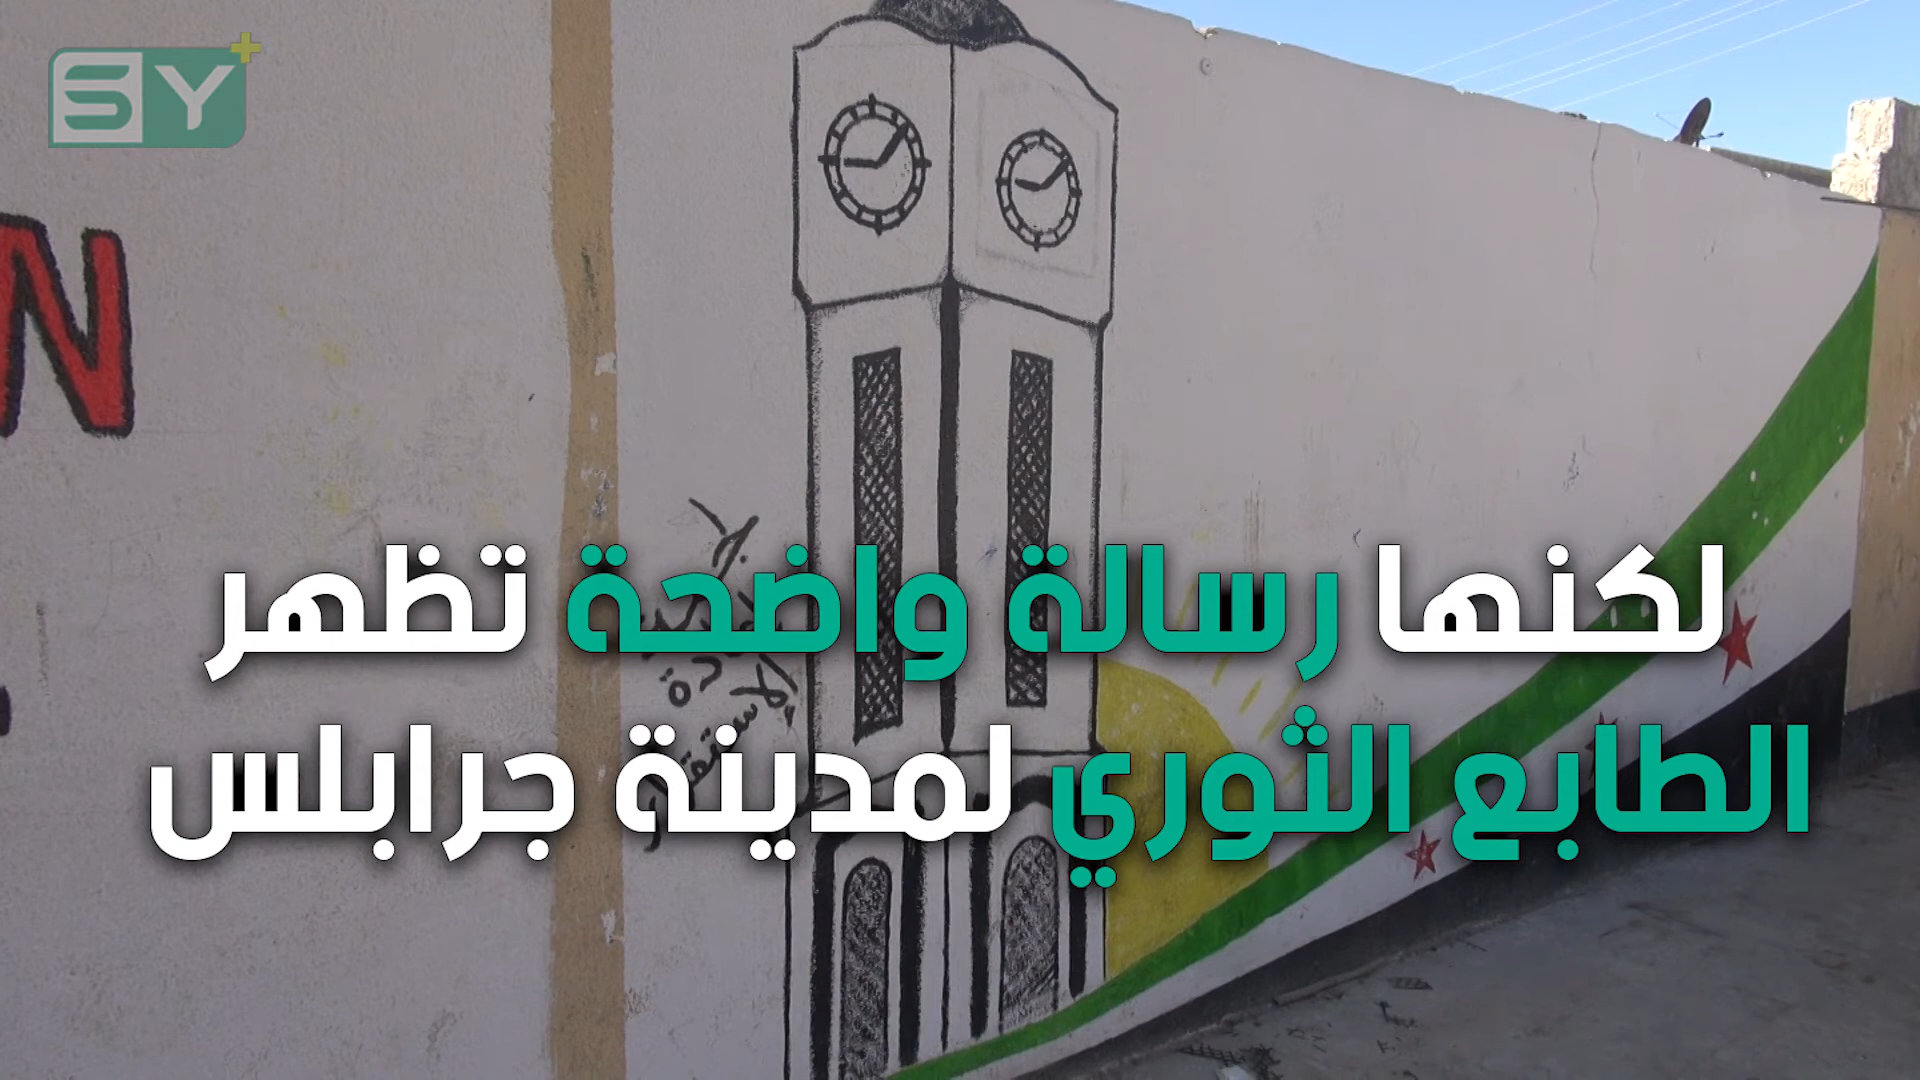 SY+
N
لكنها رسالة واضحة تظهر
الطابع الثوري لمدينة جرابلس